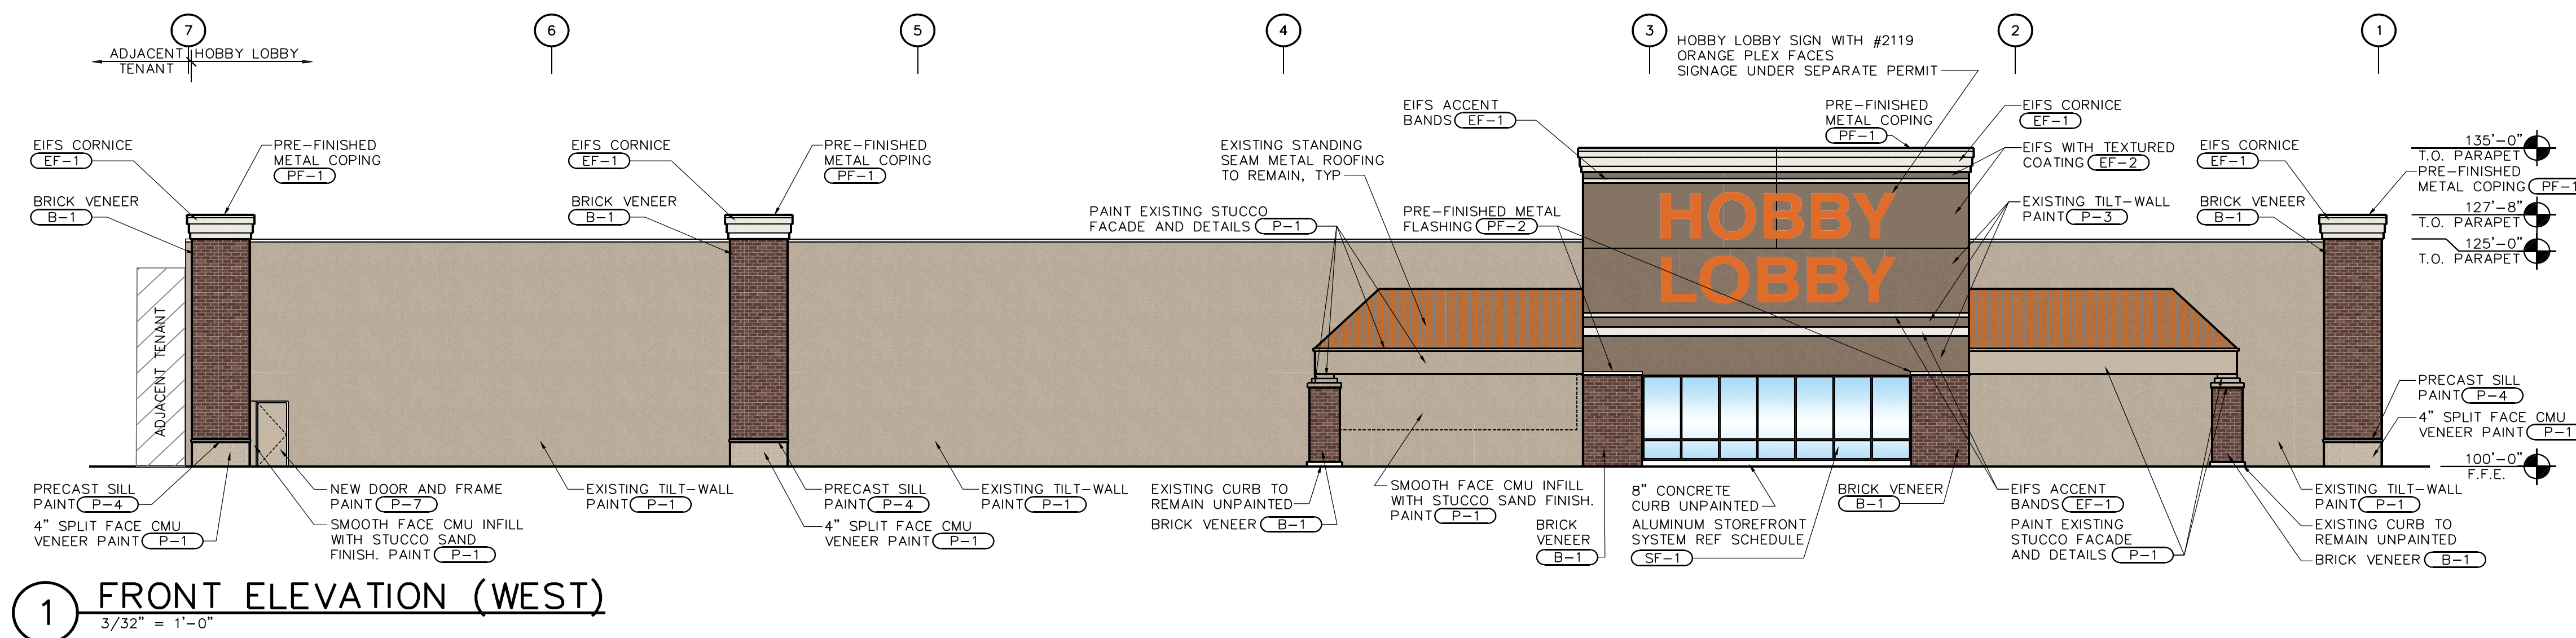 7
6
5
4
3
2
1
ADJACENT HOBBY LOBBY
TENANT
HOBBY LOBBY SIGN WITH #2119
ORANGE PLEX FACES
SIGNAGE UNDER SEPARATE PERMIT
EIFS CORNICE
EF-1
BRICK VENEER
B-1
PRE-FINISHED
METAL COPING
PF-1
EIFS CORNICE
EF-1
BRICK VENEER
B-1
PRE-FINISHED
METAL COPING
PF-1
PAINT EXISTING STUCCO
FACADE AND DETAILS P-1
EXISTING STANDING
SEAM METAL ROOFING
TO REMAIN, TYP
EIFS ACCENT
BANDS EF-1
PRE-FINISHED METAL
FLASHING PF-2
PRE-FINISHED
METAL COPING
PF-1
EIFS CORNICE
EF-1
EIFS WITH TEXTURED
COATING EF-2
EXISTING TILT-WALL
PAINT P-3
EIFS CORNICE
EF-1
BRICK VENEER
B-1
135'-0"
T.O. PARAPET
PRE-FINISHED
METAL COPING PF-1
127'-8"
T.O. PARAPET
125'-0"
T.O. PARAPET
HOBBY
LOBBY
ADJACENT TENANT
PRECAST SILL
PAINT P-4
4" SPLIT FACE CMU
VENEER PAINT P-1
100'-0"
F.F.E.
PRECAST SILL
PAINT P-4
4" SPLIT FACE CMU
VENEER PAINT P-1
NEW DOOR AND FRAME
PAINT P-7
SMOOTH FACE CMU INFILL
WITH STUCCO SAND
FINISH. PAINT P-1
EXISTING TILT-WALL
PAINT P-1
PRECAST SILL
PAINT P-4
4" SPLIT FACE CMU
VENEER PAINT P-1
EXISTING TILT-WALL
PAINT P-1
EXISTING CURB TO
REMAIN UNPAINTED
BRICK VENEER B-1
SMOOTH FACE CMU INFILL
WITH STUCCO SAND FINISH.
PAINT P-1
BRICK
VENEER
B-1
8" CONCRETE
CURB UNPAINTED
ALUMINUM STOREFRONT
SYSTEM REF SCHEDULE
SF-1
BRICK VENEER
B-1
EIFS ACCENT
BANDS EF-1
PAINT EXISTING
STUCCO FACADE
AND DETAILS P-1
EXISTING TILT-WALL
PAINT P-1
EXISTING CURB TO
REMAIN UNPAINTED
BRICK VENEER B-1
1 FRONT ELEVATION (WEST)
3/32" = 1'-0"